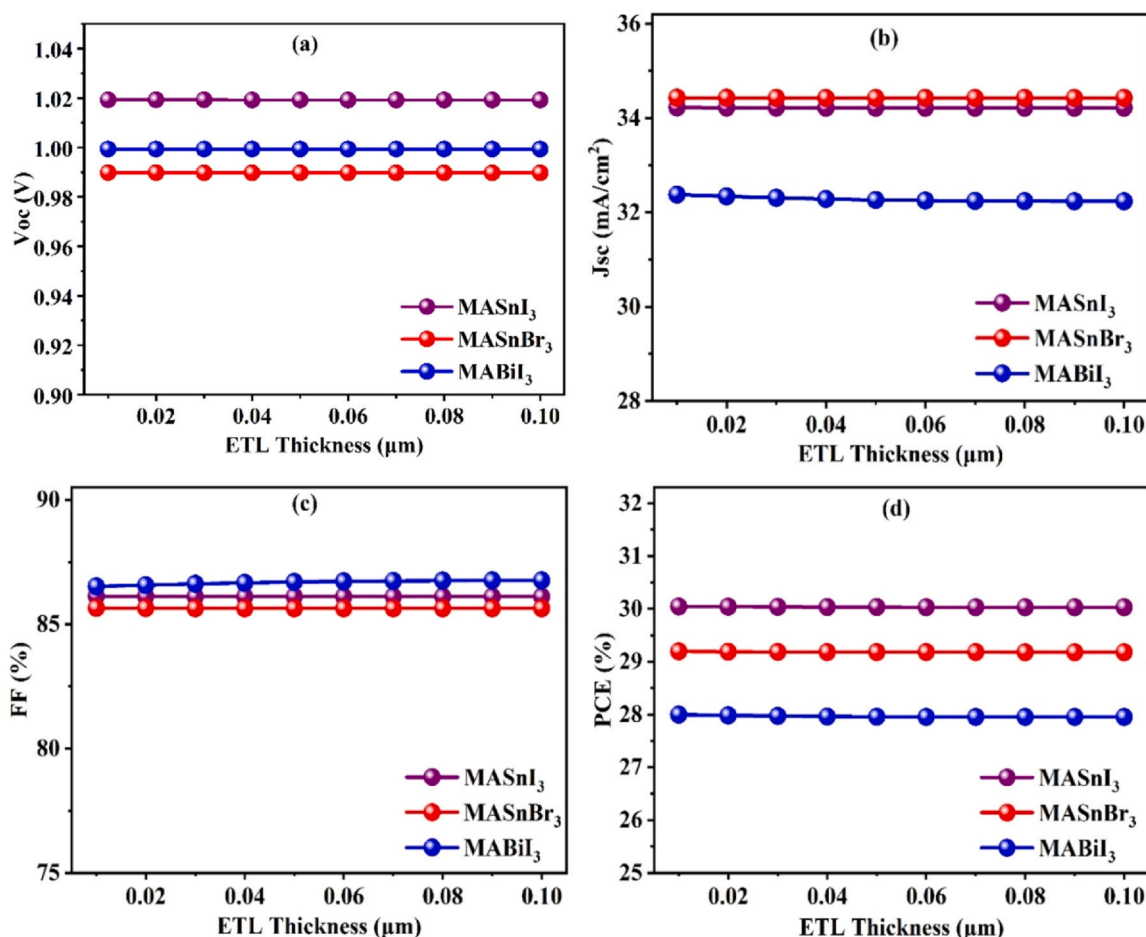 (a)
1.04
1.02
1.00
0.98
0.96
0.94
0.92
0.90
Voc (V)
MASnI₃
MASnBr₃
MABiI₃
0.02 0.04 0.06 0.08 0.10
ETL Thickness (μm)
(b)
36
34
32
30
28
Jsc (mA/cm²)
MASnI₃
MASnBr₃
MABiI₃
0.02 0.04 0.06 0.08 0.10
ETL Thickness (μm)
(c)
90
85
80
75
FF (%)
MASnI₃
MASnBr₃
MABiI₃
0.02 0.04 0.06 0.08 0.10
ETL Thickness (μm)
(d)
32
31
30
29
28
27
26
25
PCE (%)
MASnI₃
MASnBr₃
MABiI₃
0.02 0.04 0.06 0.08 0.10
ETL Thickness (μm)